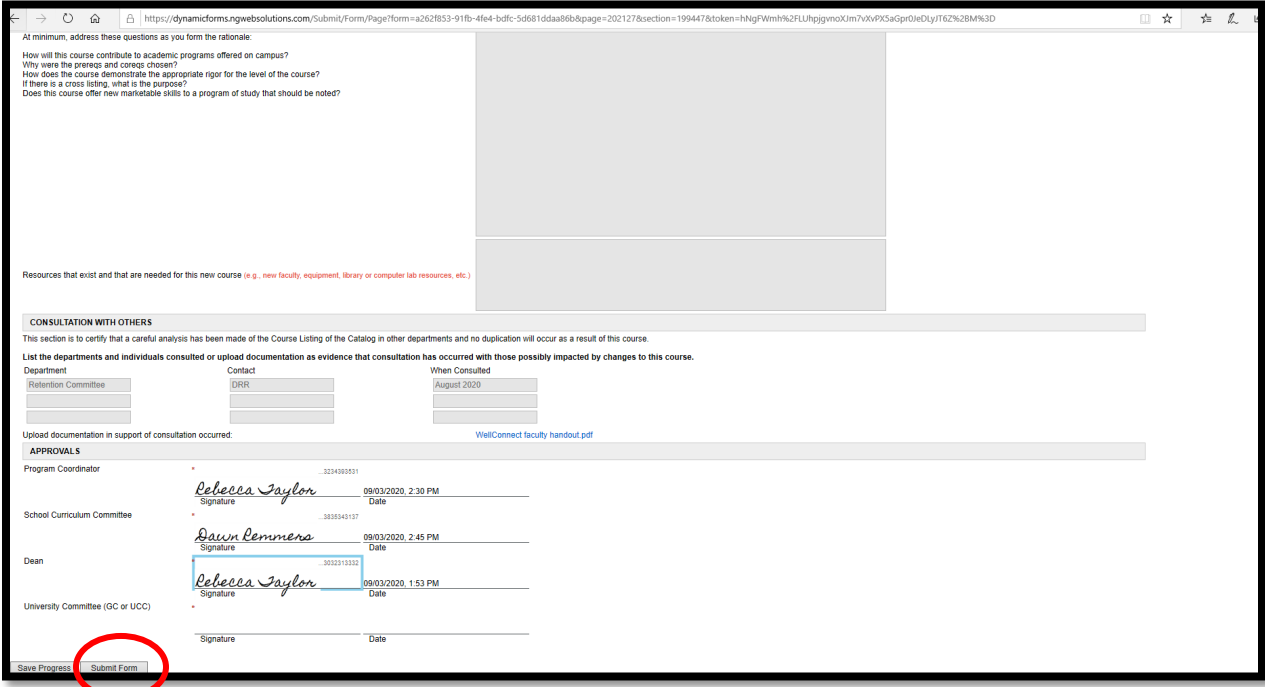 https://dynamicforms.ngwebsolutions.com/Submit/Form/Page?form=a262f853-91fb-4fe4-bdfc-5d681ddaa86b&page=202127&section=199447&token=hNgFWmh%2FLUhpjgvnoXJm7vXvPX5aGpr0JeDLyJT6Z%2BM%3D
At minimum, address these questions as you form the rationale:
How will this course contribute to academic programs offered on campus?
Why were the prereqs and coreqs chosen?
How does the course demonstrate the appropriate rigor for the level of the course?
If there is a cross listing, what is the purpose?
Does this course offer new marketable skills to a program of study that should be noted?
Resources that exist and that are needed for this new course (e.g., new faculty, equipment, library or computer lab resources, etc.)
CONSULTATION WITH OTHERS
This section is to certify that a careful analysis has been made of the Course Listing of the Catalog in other departments and no duplication will occur as a result of this course.
List the departments and individuals consulted or upload documentation as evidence that consultation has occurred with those possibly impacted by changes to this course.
Department Contact When Consulted
Retention Committee DRR August 2020
Upload documentation in support of consultation occurred: WellConnect faculty handout.pdf
APPROVALS
Program Coordinator * ...3234393531
Rebecca Taylor 09/03/2020, 2:30 PM
Signature Date
School Curriculum Committee * ...3835343137
Dawn Remmers 09/03/2020, 2:45 PM
Signature Date
Dean * ...3032313332
Rebecca Taylor 09/03/2020, 1:53 PM
Signature Date
University Committee (GC or UCC) *
Signature Date
Save Progress Submit Form